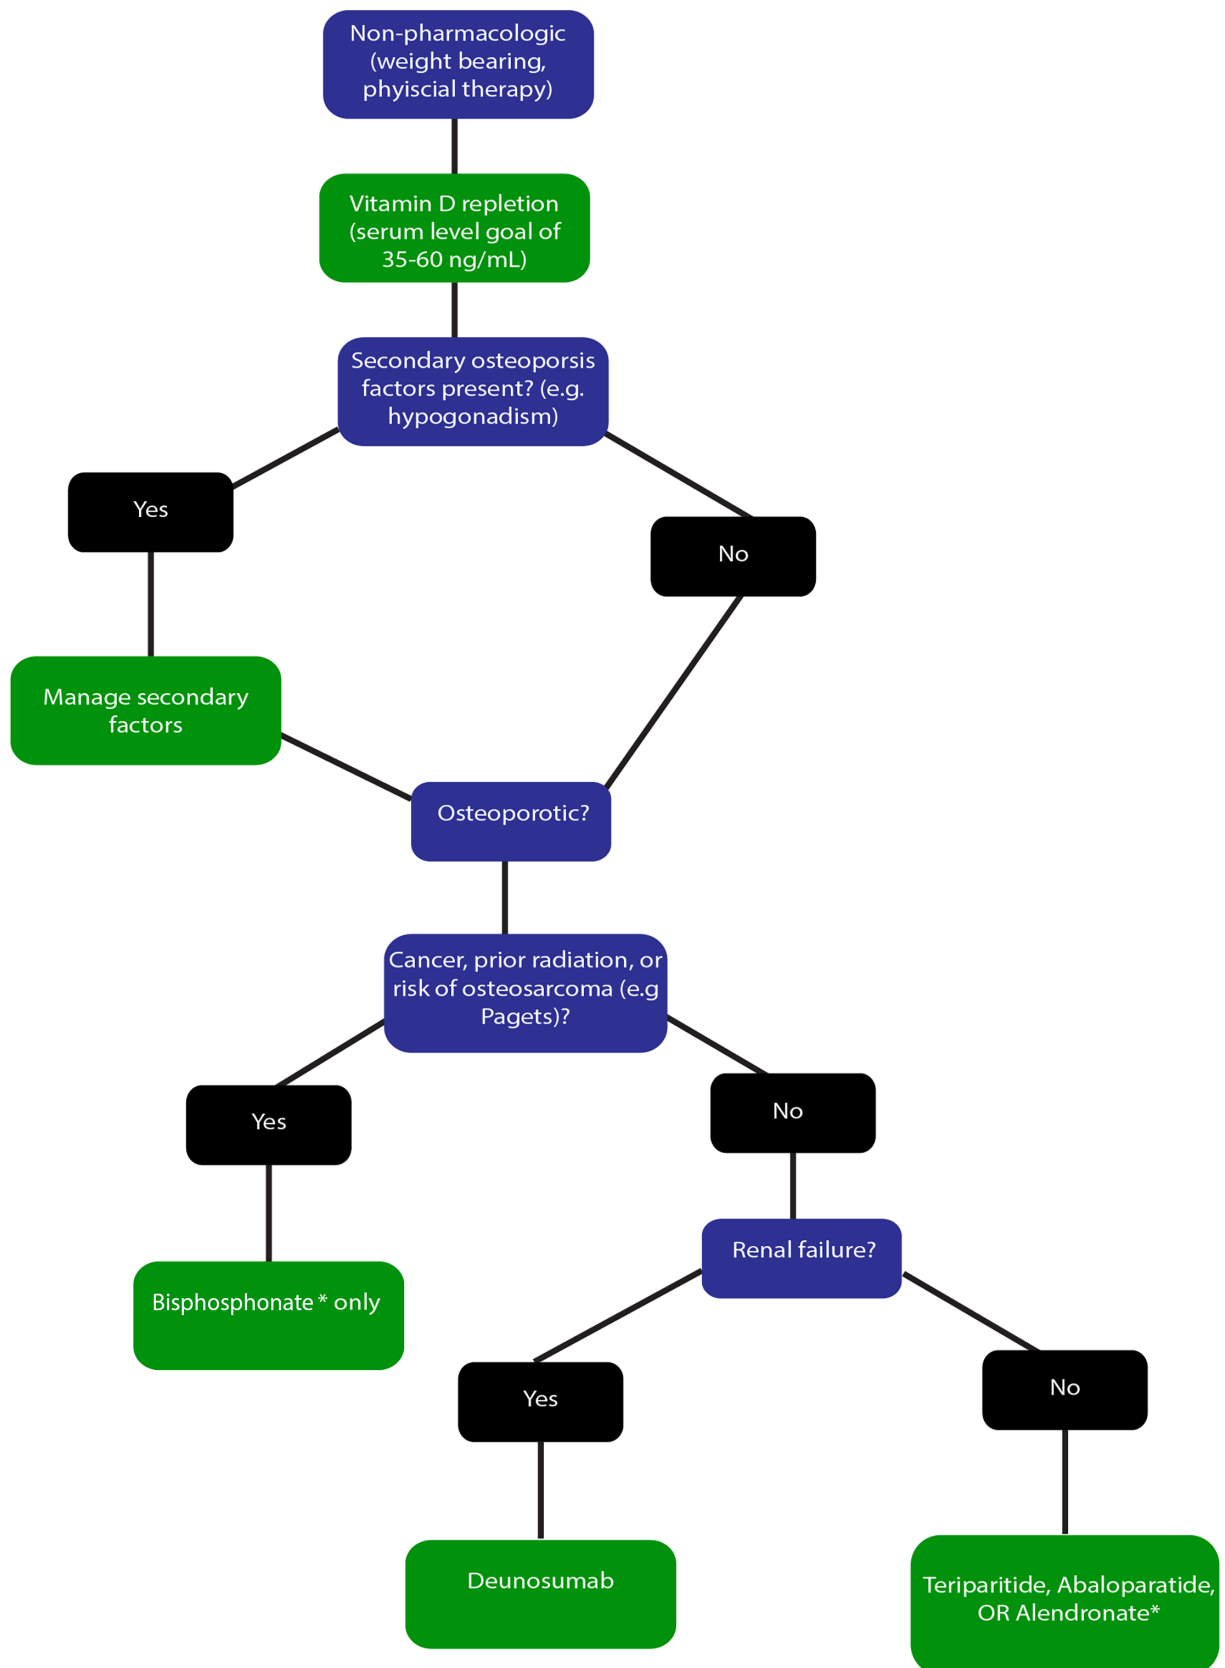 Non-pharmacologic
(weight bearing,
phyiscial therapy)
Vitamin D repletion
(serum level goal of
35-60 ng/mL)
Secondary osteoporsis
factors present? (e.g.
hypogonadism)
Yes
No
Manage secondary
factors
Osteoporotic?
Cancer, prior radiation, or
risk of osteosarcoma (e.g
Pagets)?
Yes
No
Renal failure?
Bisphosphonate* only
Yes
No
Deunosumab
Teriparitide, Abaloparatide,
OR Alendronate*